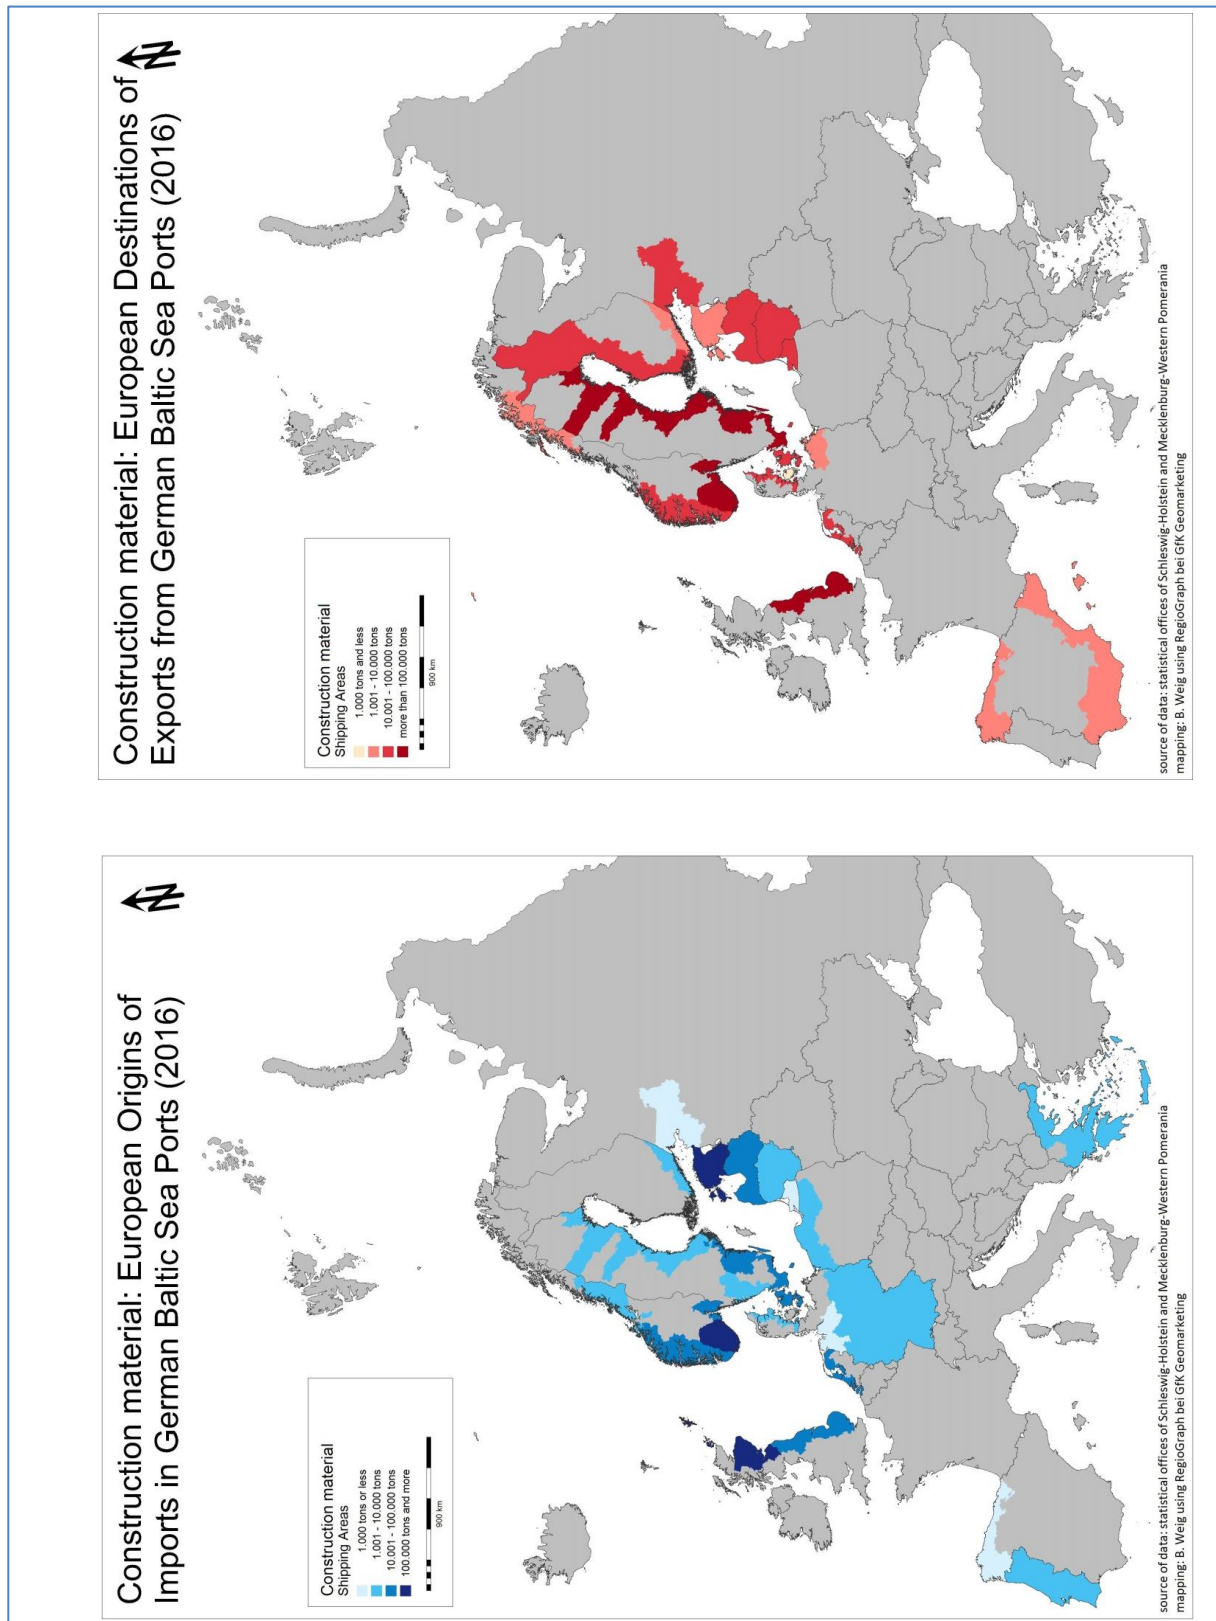 Construction material: European Origins of
Imports in German Baltic Sea Ports (2016)
N
Construction material
Shipping Areas
1.000 tons or less
1.001 - 10.000 tons
10.001 - 100.000 tons
100.000 tons and more
900 km
source of data: statistical offices of Schleswig-Holstein and Mecklenburg-Western Pomerania
mapping: B. Weig using RegioGraph bei GfK Geomarketing
Construction material: European Destinations of
Exports from German Baltic Sea Ports (2016)
N
Construction material
Shipping Areas
1.000 tons and less
1.001 - 10.000 tons
10.001 - 100.000 tons
more than 100.000 tons
900 km
source of data: statistical offices of Schleswig-Holstein and Mecklenburg-Western Pomerania
mapping: B. Weig using RegioGraph bei GfK Geomarketing